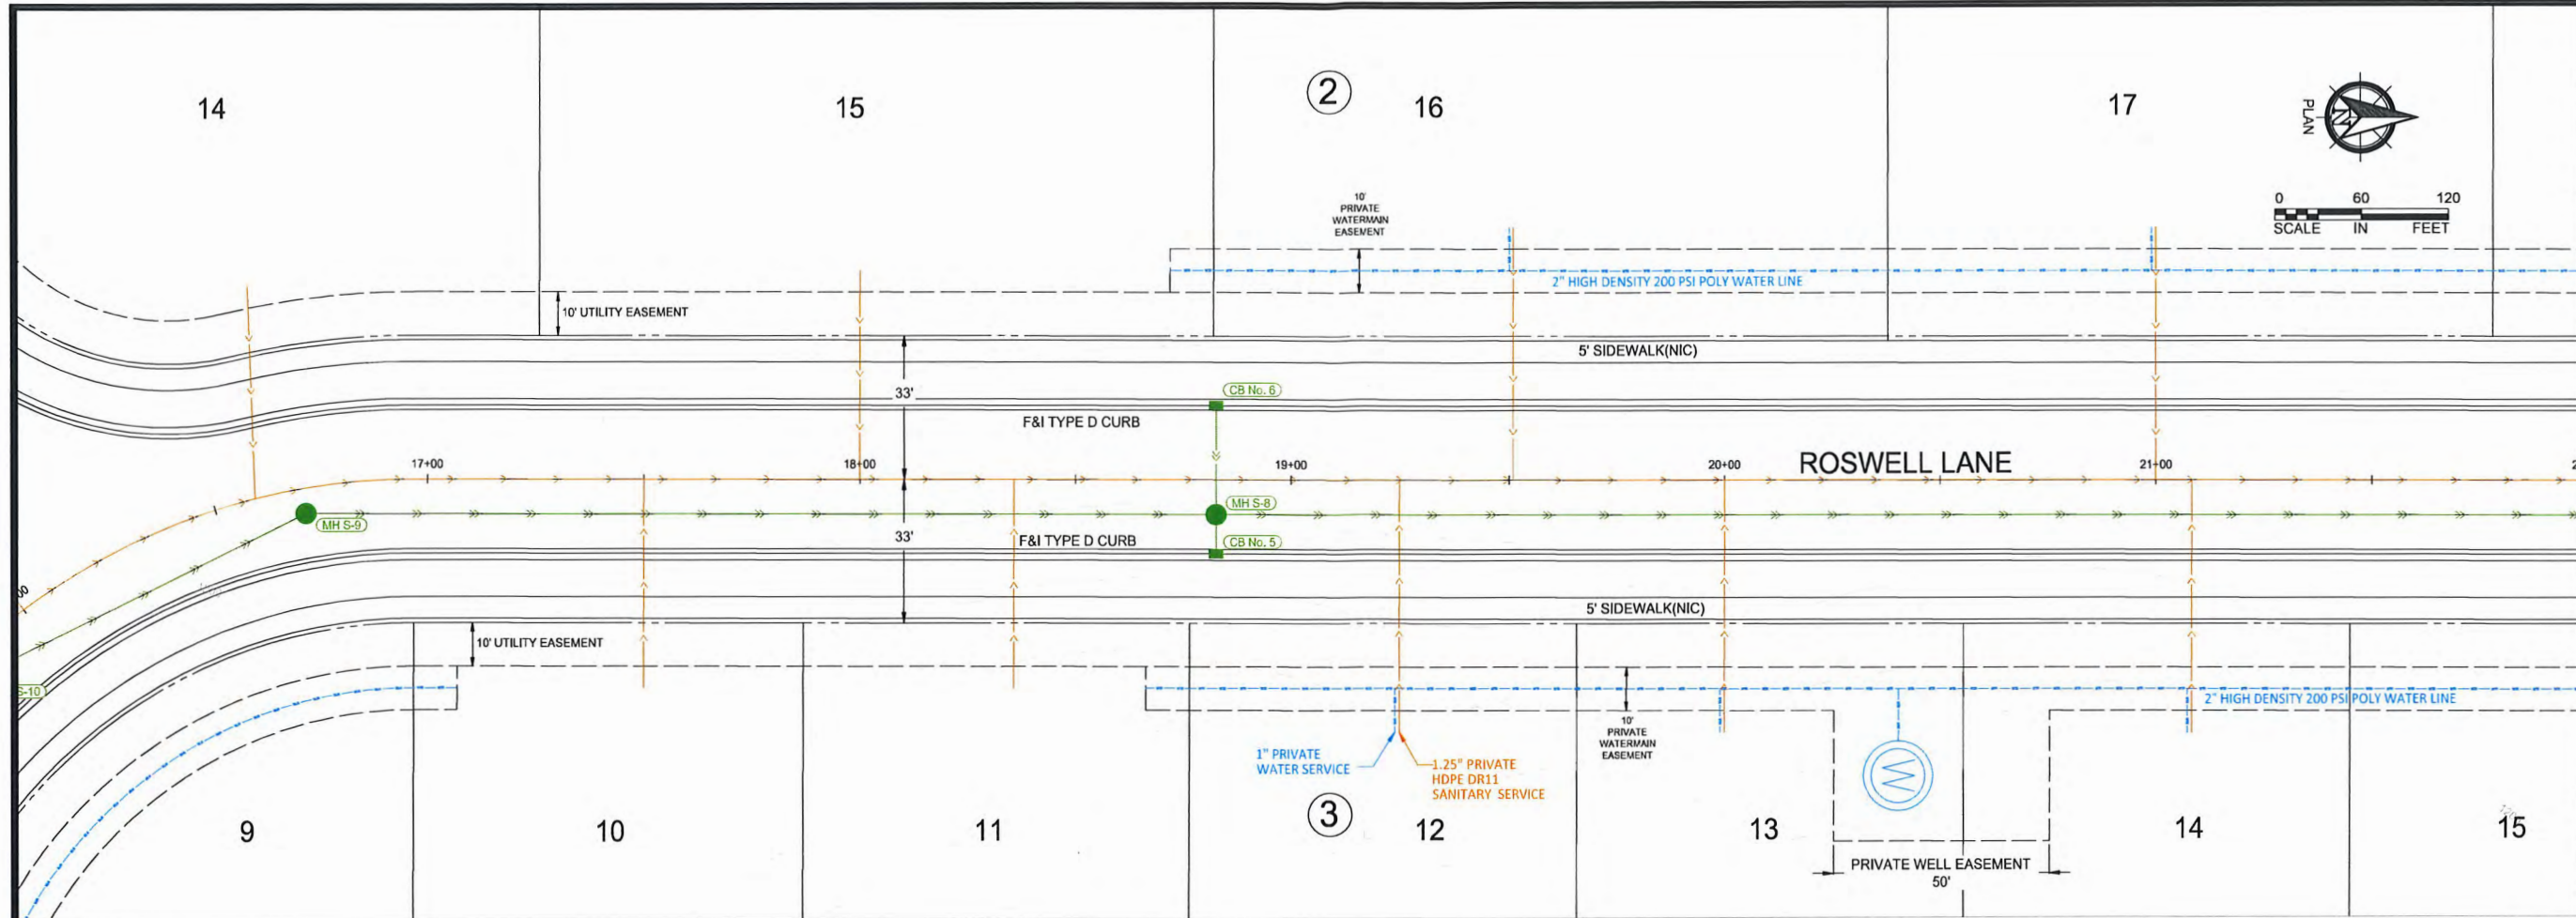 14
15
2
16
17
PLAN
N
0 60 120
SCALE IN FEET
10'
PRIVATE
WATERMAIN
EASEMENT
2" HIGH DENSITY 200 PSI POLY WATER LINE
10' UTILITY EASEMENT
5' SIDEWALK(NIC)
33'
CB No. 6
F&I TYPE D CURB
17+00
18+00
19+00
20+00
ROSWELL LANE
21+00
MH S-9
MH S-8
33'
F&I TYPE D CURB
CB No. 5
5' SIDEWALK(NIC)
10' UTILITY EASEMENT
S-10
2" HIGH DENSITY 200 PSI POLY WATER LINE
10'
PRIVATE
WATERMAIN
EASEMENT
1" PRIVATE
WATER SERVICE
1.25" PRIVATE
HDPE DR11
SANITARY SERVICE
W
9
10
11
3
12
13
14
15
PRIVATE WELL EASEMENT
50'